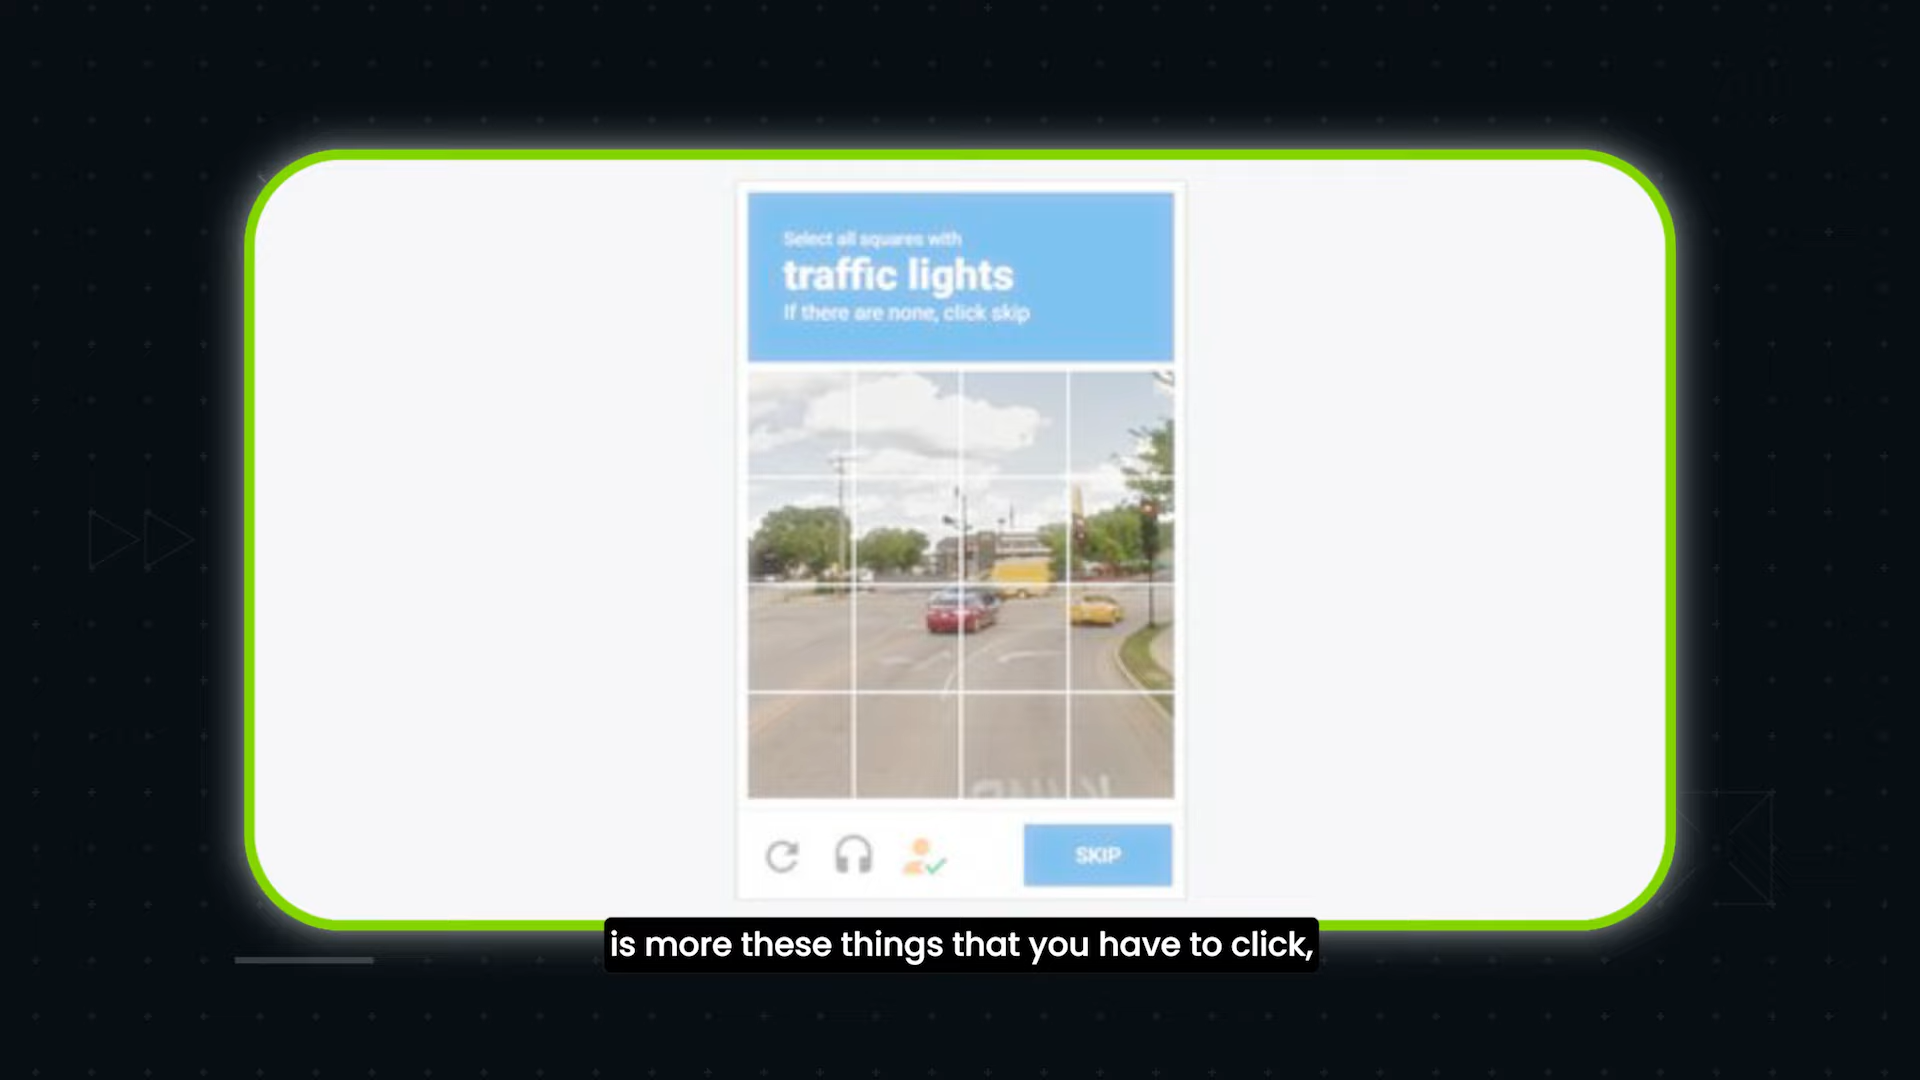 Select all squares with
traffic lights
If there are none, click skip
SKIP
is more these things that you have to click,